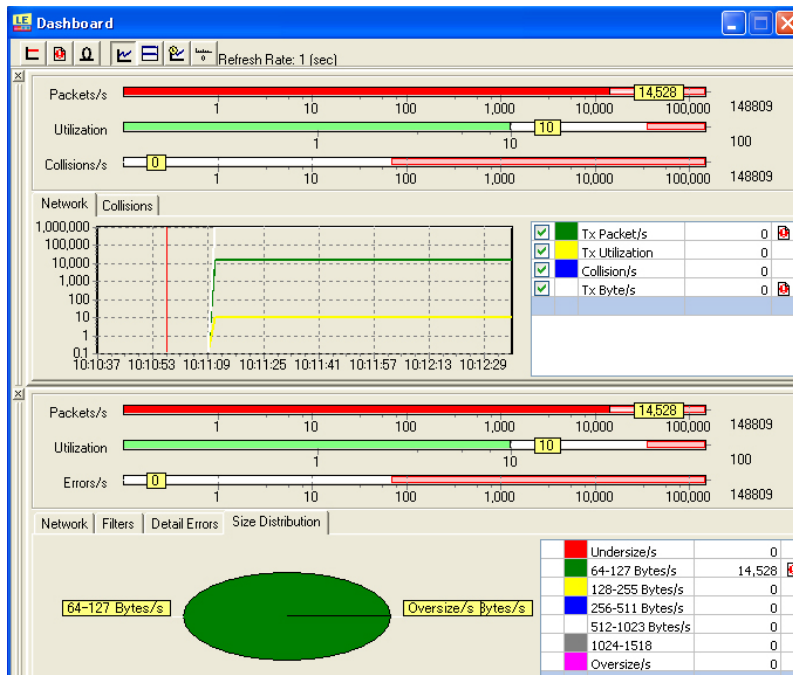 LE Dashboard
Refresh Rate: 1 (sec)
Packets/s 14,528
1 10 100 1,000 10,000 100,000 148809
Utilization 10
1 10 100
Collisions/s 0
1 10 100 1,000 10,000 100,000 148809
Network Collisions
1,000,000
100,000
10,000
1,000
100
10
1
0.1
10:10:37 10:10:53 10:11:09 10:11:25 10:11:41 10:11:57 10:12:13 10:12:29
Tx Packet/s 0
Tx Utilization 0
Collision/s 0
Tx Byte/s 0
Packets/s 14,528
1 10 100 1,000 10,000 100,000 148809
Utilization 10
1 10 100
Errors/s 0
1 10 100 1,000 10,000 100,000 148809
Network Filters Detail Errors Size Distribution
64-127 Bytes/s
Oversize/s Bytes/s
Undersize/s 0
64-127 Bytes/s 14,528
128-255 Bytes/s 0
256-511 Bytes/s 0
512-1023 Bytes/s 0
1024-1518 0
Oversize/s 0